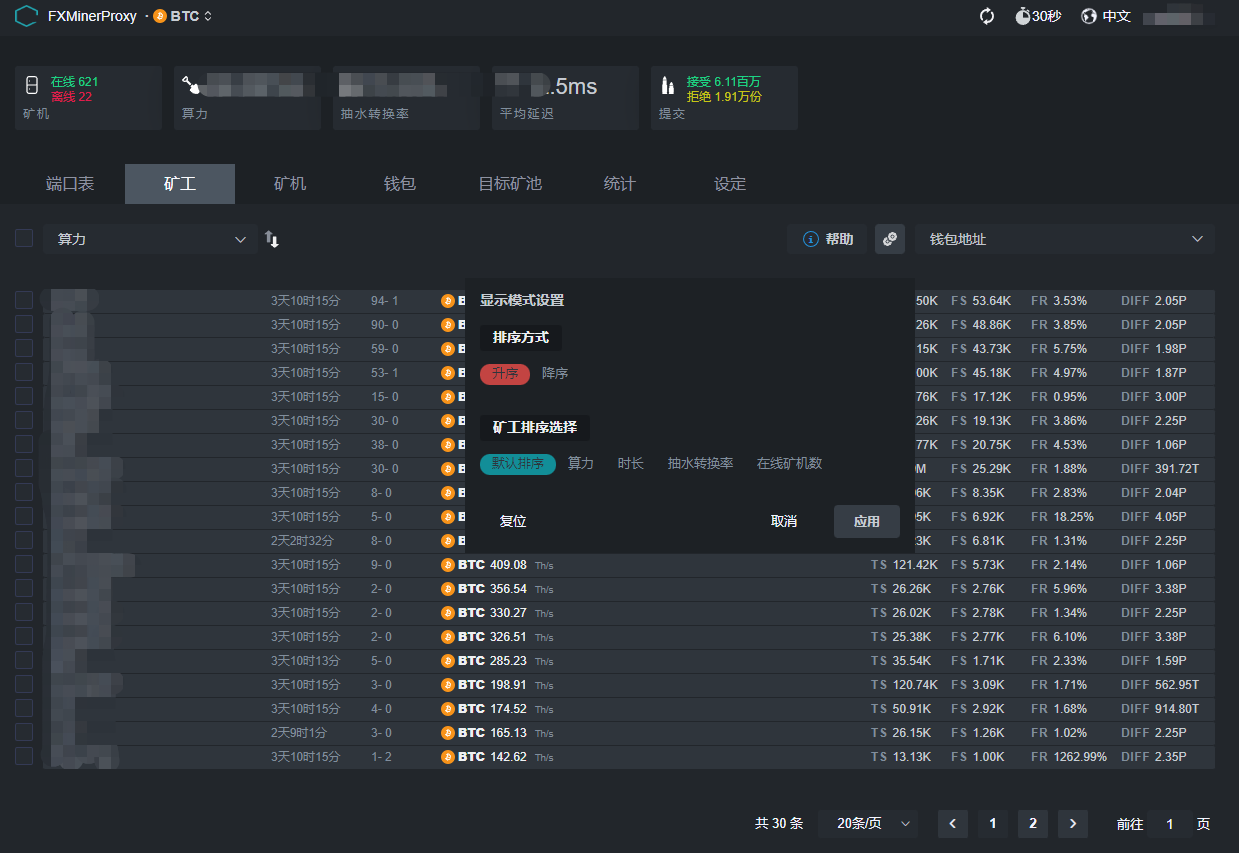 FXMinerProxy · BTC 30秒 中文
在线 621
离线 22
矿机
算力
抽水转换率
.5ms
平均延迟
接受 6.11百万
拒绝 1.91万份
提交
端口表 矿工 矿机 钱包 目标矿池 统计 设定
算力 帮助 钱包地址
3天10时15分 94- 1 B 50K FS 53.64K FR 3.53% DIFF 2.05P
3天10时15分 90- 0 B 26K FS 48.86K FR 3.85% DIFF 2.05P
3天10时15分 59- 0 B 15K FS 43.73K FR 5.75% DIFF 1.98P
3天10时15分 53- 1 B 00K FS 45.18K FR 4.97% DIFF 1.87P
3天10时15分 15- 0 B 76K FS 17.12K FR 0.95% DIFF 3.00P
3天10时15分 30- 0 B 26K FS 19.13K FR 3.86% DIFF 2.25P
3天10时15分 38- 0 B 77K FS 20.75K FR 4.53% DIFF 1.06P
3天10时15分 30- 0 B M FS 25.29K FR 1.88% DIFF 391.72T
3天10时15分 8- 0 B 6K FS 8.35K FR 2.83% DIFF 2.04P
3天10时15分 5- 0 B 5K FS 6.92K FR 18.25% DIFF 4.05P
2天2时32分 8- 0 B 3K FS 6.81K FR 1.31% DIFF 2.25P
显示模式设置
排序方式
升序 降序
矿工排序选择
默认排序 算力 时长 抽水转换率 在线矿机数
复位 取消 应用
3天10时15分 9- 0 BTC 409.08 Th/s TS 121.42K FS 5.73K FR 2.14% DIFF 1.06P
3天10时15分 2- 0 BTC 356.54 Th/s TS 26.26K FS 2.76K FR 5.96% DIFF 3.38P
3天10时15分 2- 0 BTC 330.27 Th/s TS 26.02K FS 2.78K FR 1.34% DIFF 2.25P
3天10时15分 2- 0 BTC 326.51 Th/s TS 25.38K FS 2.77K FR 6.10% DIFF 3.38P
3天10时13分 5- 0 BTC 285.23 Th/s TS 35.54K FS 1.71K FR 2.33% DIFF 1.59P
3天10时15分 3- 0 BTC 198.91 Th/s TS 120.74K FS 3.09K FR 1.71% DIFF 562.95T
3天10时15分 4- 0 BTC 174.52 Th/s TS 50.91K FS 2.92K FR 1.68% DIFF 914.80T
2天9时1分 3- 0 BTC 165.13 Th/s TS 26.15K FS 1.26K FR 1.02% DIFF 2.25P
3天10时15分 1- 2 BTC 142.62 Th/s TS 13.13K FS 1.00K FR 1262.99% DIFF 2.35P
共 30 条 20条/页 1 2 前往 1 页